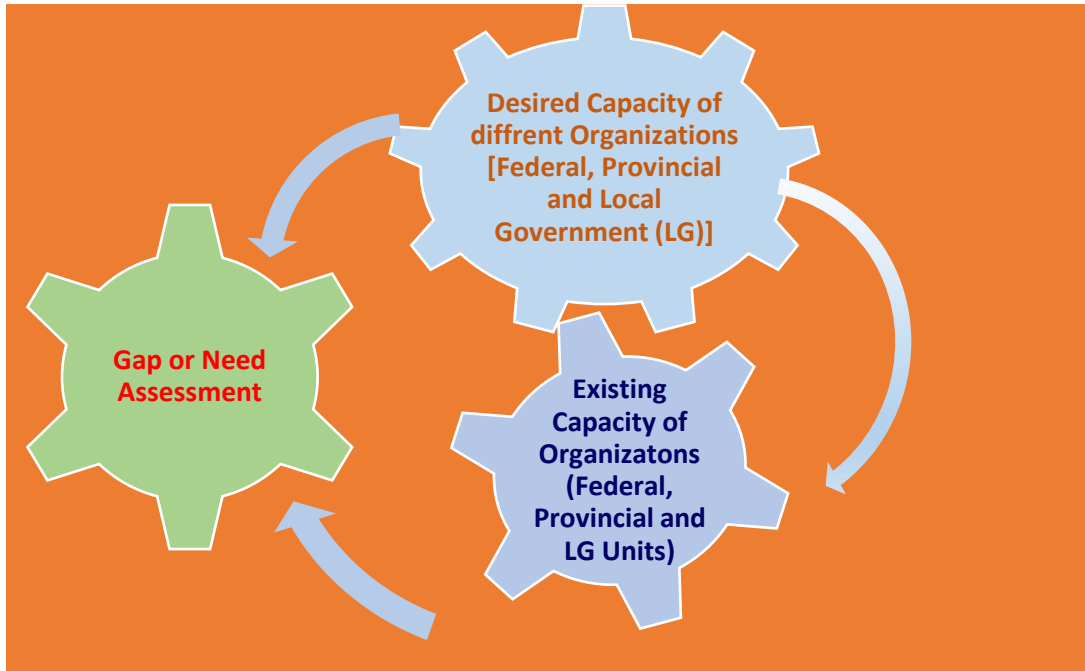 Desired Capacity of
diffrent Organizations
[Federal, Provincial
and Local
Government (LG)]
Gap or Need
Assessment
Existing
Capacity of
Organizatons
(Federal,
Provincial and
LG Units)